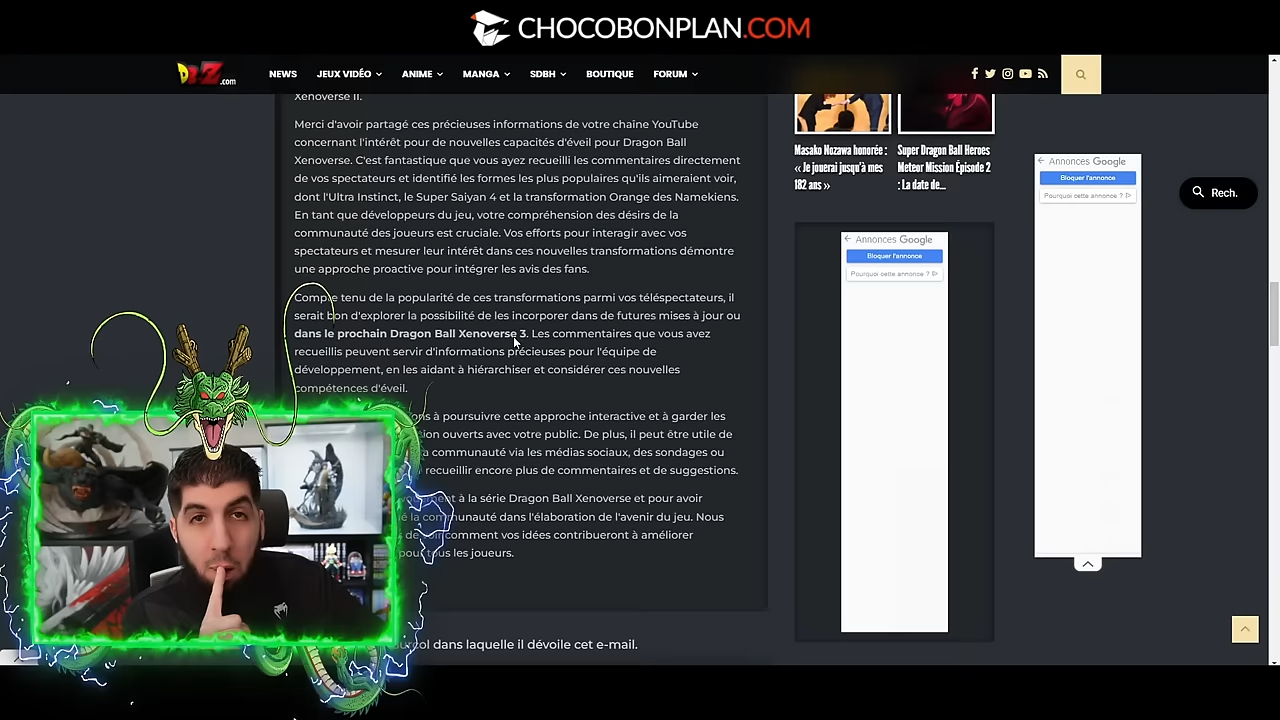 CHOCOBONPLAN.COM
DBZ.com
NEWS
JEUX VIDÉO
ANIME
MANGA
SDBH
BOUTIQUE
FORUM
Xenoverse II.
Merci d'avoir partagé ces précieuses informations de votre chaîne YouTube
concernant l'intérêt pour de nouvelles capacités d'éveil pour Dragon Ball
Xenoverse. C'est fantastique que vous ayez recueilli les commentaires directement
de vos spectateurs et identifié les formes les plus populaires qu'ils aimeraient voir,
dont l'Ultra Instinct, Super Saiyan 4 et la transformation Orange des Namekiens.
En tant que développeurs du jeu, votre compréhension des désirs de la
communauté des joueurs est cruciale. Vos efforts pour interagir avec vos
spectateurs et mesurer leur intérêt dans ces nouvelles transformations démontre
une approche proactive pour intégrer les avis des fans.
Compte tenu de la popularité de ces transformations parmi vos téléspectateurs, il
serait bon d'explorer la possibilité de les incorporer dans de futures mises à jour ou
dans le prochain Dragon Ball Xenoverse 3. Les commentaires que vous avez
recueillis peuvent servir d'informations précieuses pour l'équipe de
développement, en les aidant à hiérarchiser et considérer ces nouvelles
compétences d'éveil.
ns à poursuivre cette approche interactive et à garder les
ion ouverts avec votre public. De plus, il peut être utile de
a communauté via les médias sociaux, des sondages ou
recueillir encore plus de commentaires et de suggestions.
ent à la série Dragon Ball Xenoverse et pour avoir
é la communauté dans l'élaboration de l'avenir du jeu. Nous
de voir comment vos idées contribueront à améliorer
pour tous les joueurs.
dans laquelle il dévoile cet e-mail.
Masako Nozawa honorée :
« Je jouerai jusqu'à mes
182 ans »
Super Dragon Ball Heroes
Meteor Mission Épisode 2
: La date de...
Annonces Google
Bloquer l'annonce
Pourquoi cette annonce ?
Annonces Google
Bloquer l'annonce
Pourquoi cette annonce ?
Rech.